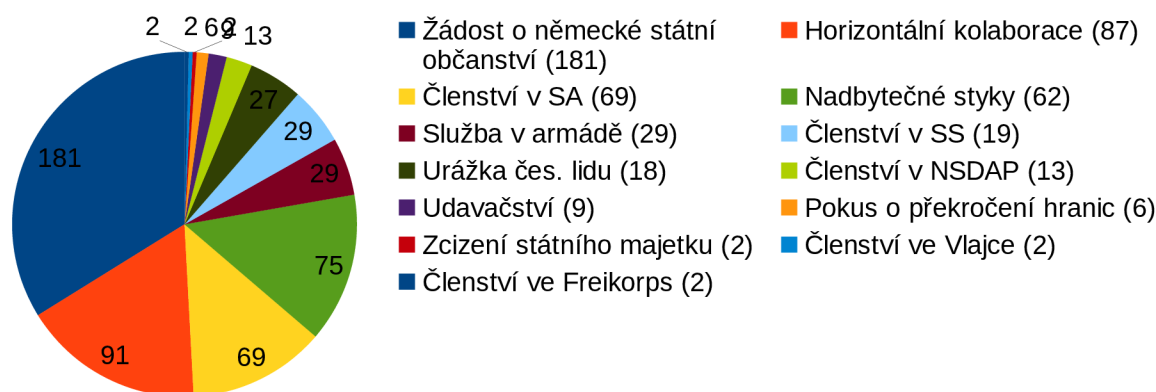 2 2 6 9 2 13
27
29
29
75
69
91
181
Žádost o německé státní
občanství (181)
Horizontální kolaborace (87)
Členství v SA (69)
Nadbytečné styky (62)
Služba v armádě (29)
Členství v SS (19)
Urážka čes. lidu (18)
Členství v NSDAP (13)
Udavačství (9)
Pokus o překročení hranic (6)
Zcizení státního majetku (2)
Členství ve Vlajce (2)
Členství ve Freikorps (2)